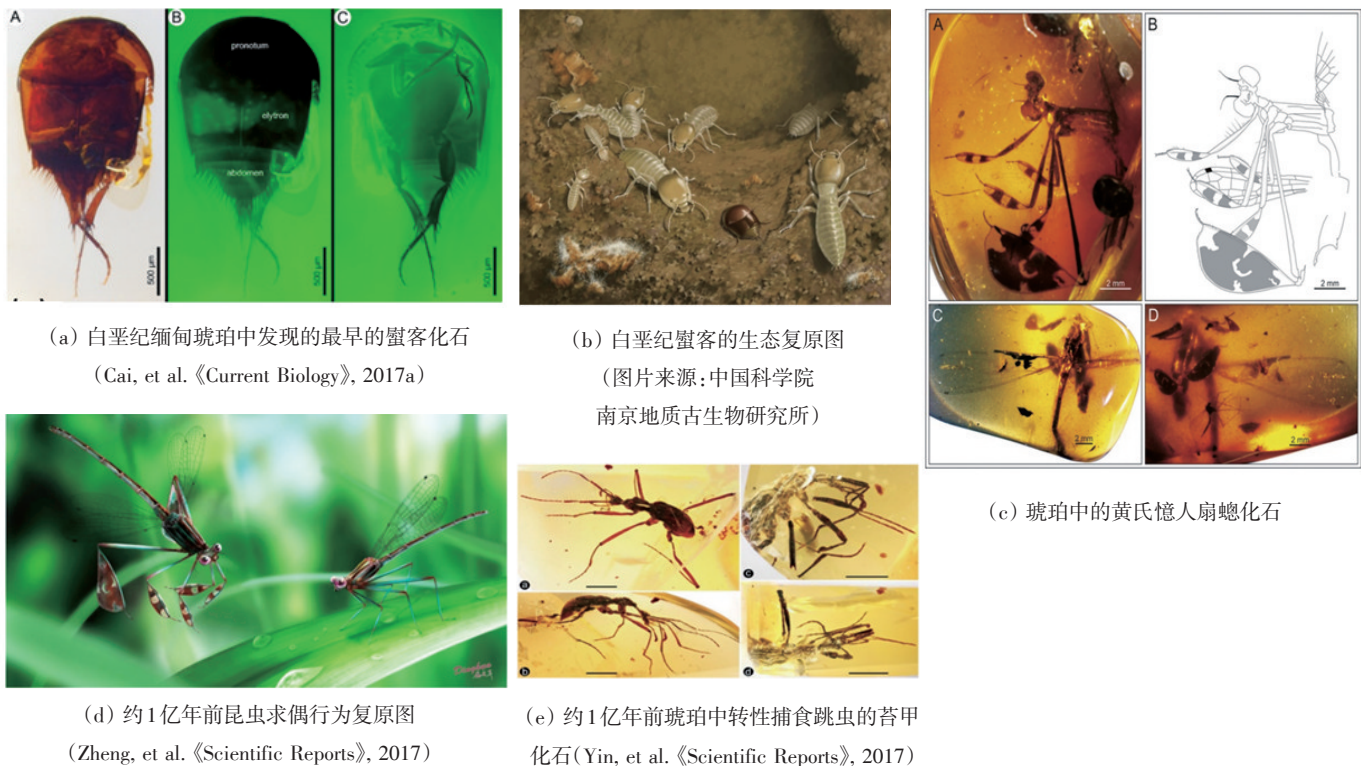 A
B
C
pronotum
elytron
abdomen
500 μm
500 μm
(a) 白垩纪缅甸琥珀中发现的最早的螱客化石
(Cai, et al.《Current Biology》, 2017a)
(b) 白垩纪螱客的生态复原图
(图片来源:中国科学院
南京地质古生物研究所)
A
B
2 mm
2 mm
C
D
2 mm
2 mm
(c) 琥珀中的黄氏憶人扇蟌化石
(d) 约1亿年前昆虫求偶行为复原图
(Zheng, et al.《Scientific Reports》, 2017)
a
c
b
d
(e) 约1亿年前琥珀中转性捕食跳虫的苔甲
化石(Yin, et al.《Scientific Reports》, 2017)